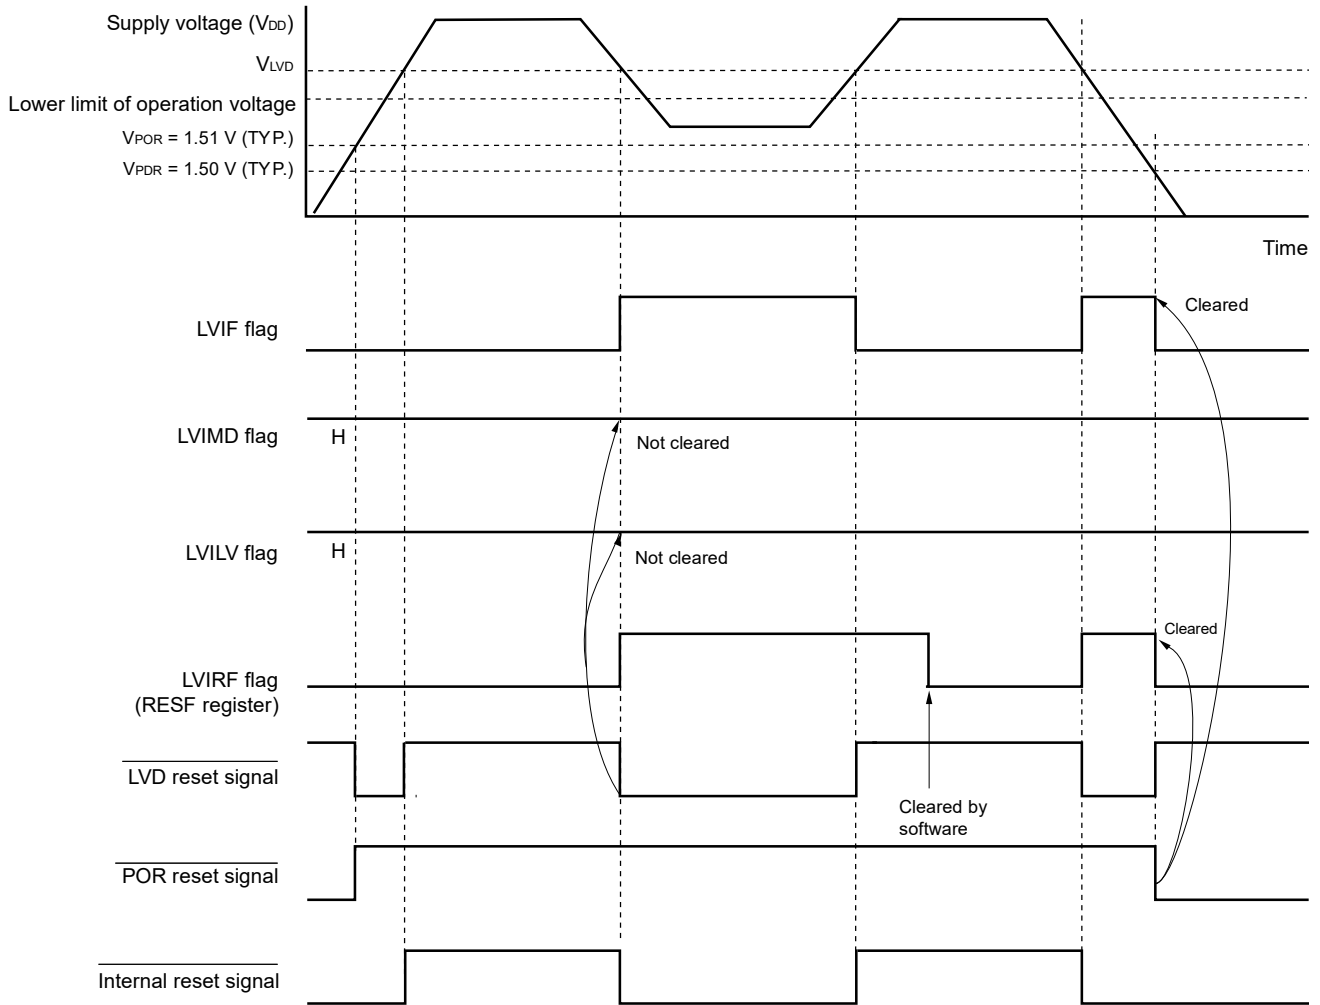 Supply voltage (VDD)
VLVD
Lower limit of operation voltage
VPOR = 1.51 V (TYP.)
VPDR = 1.50 V (TYP.)
Time
LVIF flag
Cleared
LVIMD flag
H
Not cleared
LVILV flag
H
Not cleared
LVIRF flag
(RESF register)
Cleared
LVD reset signal
Cleared by
software
POR reset signal
Internal reset signal